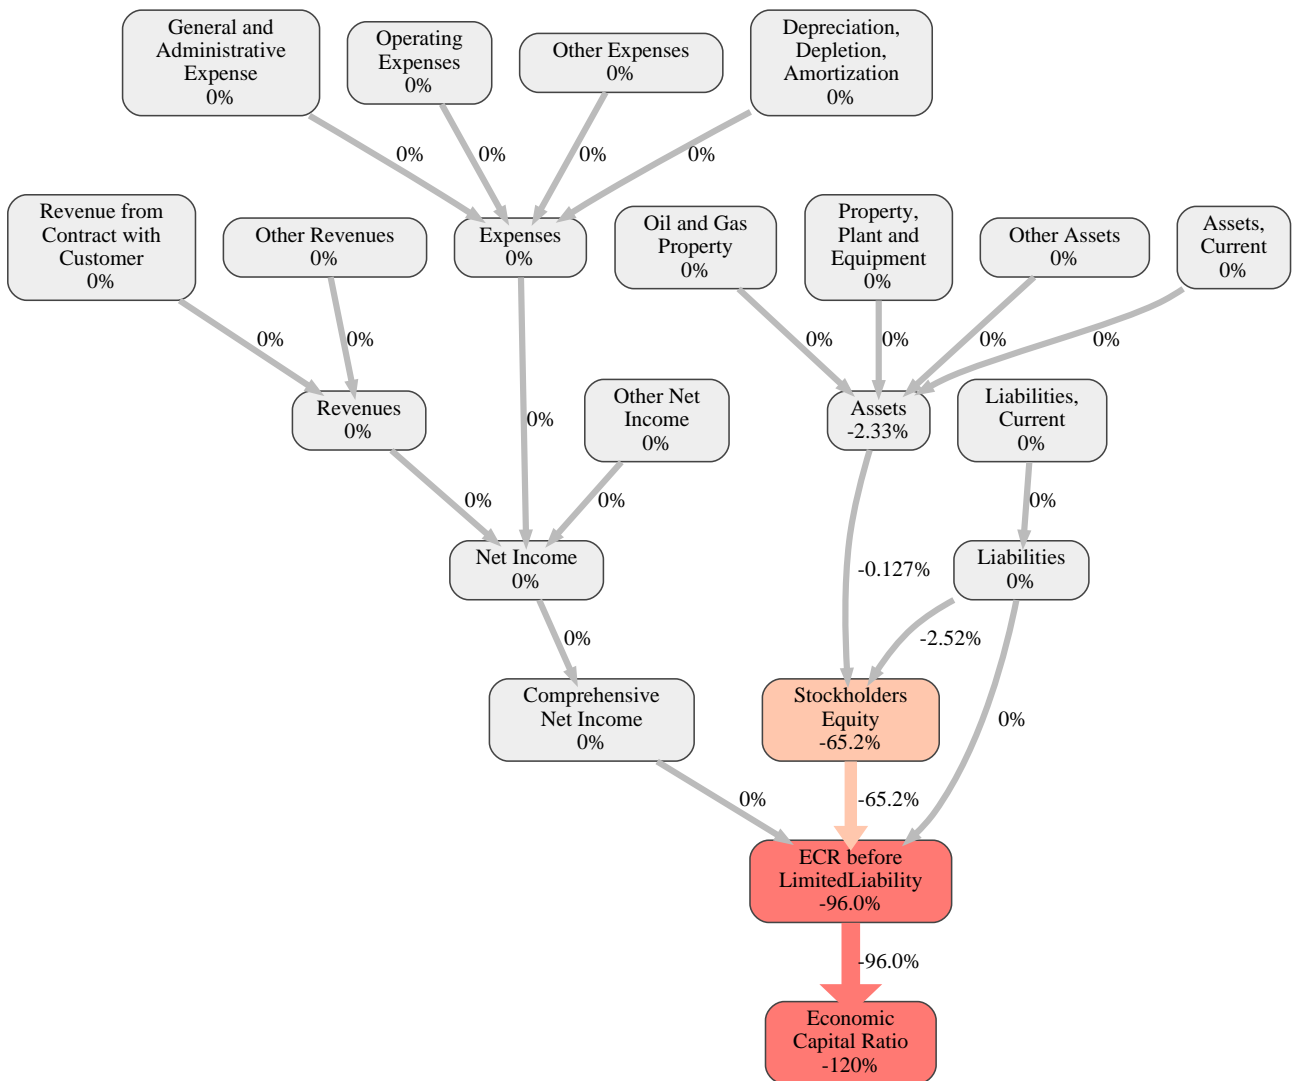 General and
Administrative
Expense
0%
Operating
Expenses
0%
Other Expenses
0%
Depreciation,
Depletion,
Amortization
0%
0%
0%
0%
0%
Revenue from
Contract with
Customer
0%
Other Revenues
0%
Expenses
0%
Oil and Gas
Property
0%
Property,
Plant and
Equipment
0%
Other Assets
0%
Assets,
Current
0%
0%
0%
0%
0%
0%
0%
Revenues
0%
0%
Other Net
Income
0%
Assets
-2.33%
Liabilities,
Current
0%
0%
0%
0%
Net Income
0%
-0.127%
Liabilities
0%
0%
-2.52%
Comprehensive
Net Income
0%
Stockholders
Equity
-65.2%
0%
0%
-65.2%
ECR before
LimitedLiability
-96.0%
-96.0%
Economic
Capital Ratio
-120%